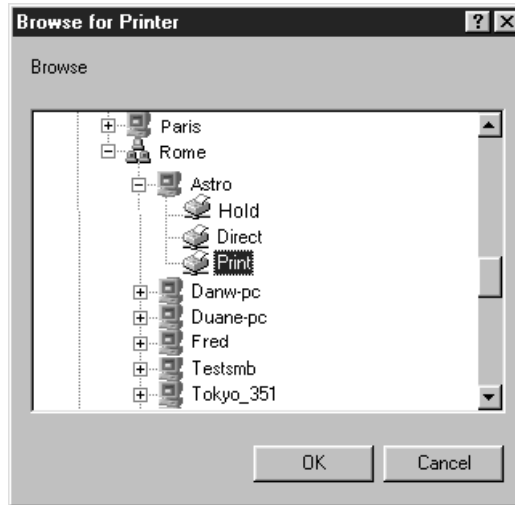 Browse for Printer
Browse
Paris
Rome
Astro
Hold
Direct
Print
Danw-pc
Duane-pc
Fred
Testsmb
Tokyo_351
OK Cancel